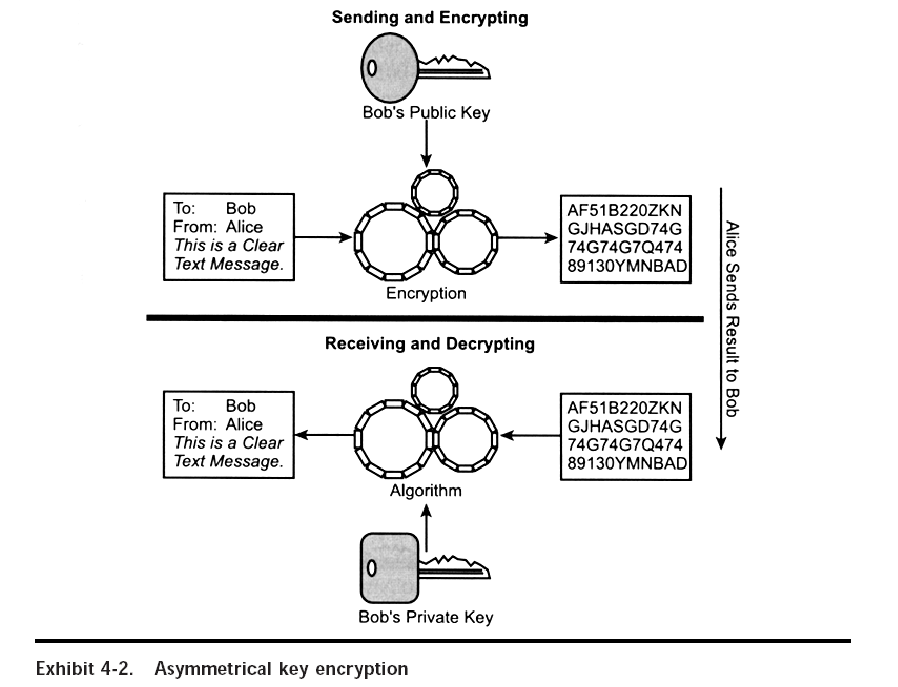 Sending and Encrypting
Bob's Public Key
To: Bob
From: Alice
This is a Clear
Text Message.
Encryption
AF51B220ZKN
GJHASGD74G
74G74G7Q474
89130YMNBAD
Alice Sends Result to Bob
Receiving and Decrypting
To: Bob
From: Alice
This is a Clear
Text Message.
Algorithm
AF51B220ZKN
GJHASGD74G
74G74G7Q474
89130YMNBAD
Bob's Private Key
Exhibit 4-2. Asymmetrical key encryption